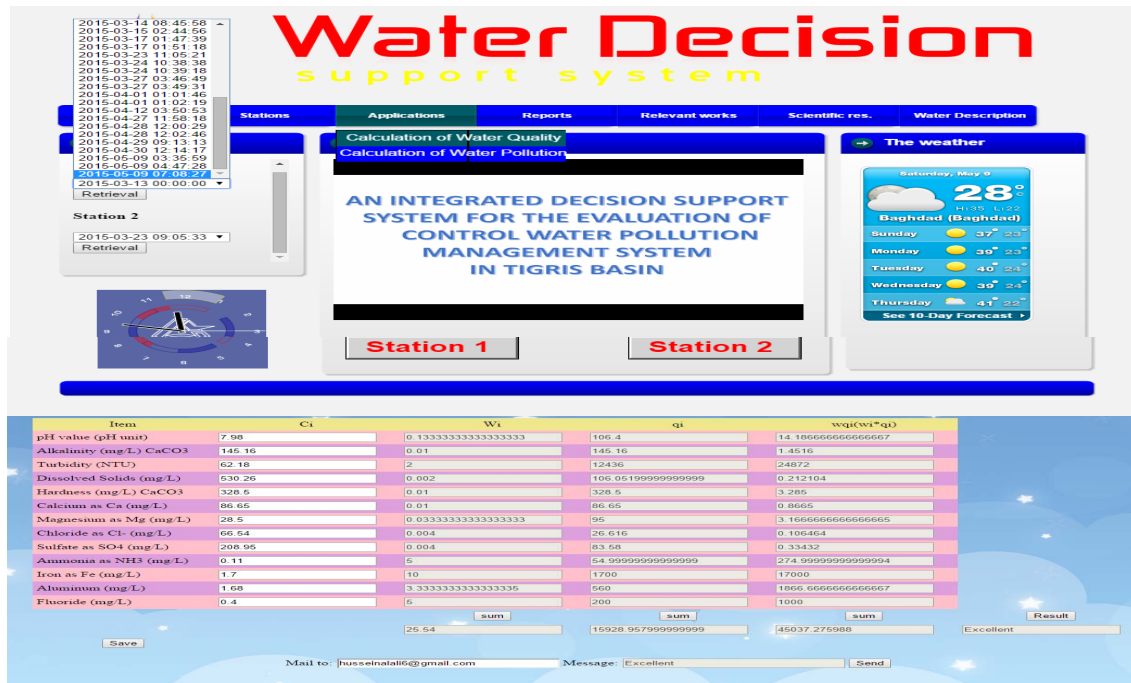 Water Decision
support system
2015-03-14 08:45:58
2015-03-15 02:44:56
2015-03-17 01:47:39
2015-03-17 01:51:18
2015-03-23 11:05:21
2015-03-24 10:38:38
2015-03-24 10:39:18
2015-03-27 03:46:49
2015-03-27 03:49:31
2015-04-01 01:01:46
2015-04-01 01:02:19
2015-04-12 03:50:53
2015-04-27 11:58:18
2015-04-28 12:00:29
2015-04-28 12:02:46
2015-04-29 09:13:13
2015-04-30 12:14:17
2015-05-09 03:35:59
2015-05-09 04:47:28
2015-05-09 07:08:27
2015-03-13 00:00:00
Retrieval
Station 2
2015-03-23 09:05:33
Retrieval
Stations Applications Reports Relevant works Scientific res. Water Description
Calculation of Water Quality
Calculation of Water Pollution
AN INTEGRATED DECISION SUPPORT
SYSTEM FOR THE EVALUATION OF
CONTROL WATER POLLUTION
MANAGEMENT SYSTEM
IN TIGRIS BASIN
Station 1 Station 2
The weather
Saturday, May 9
28°
H:35 L:22
Baghdad (Baghdad)
Sunday 37° 23°
Monday 39° 23°
Tuesday 40° 24°
Wednesday 39° 24°
Thursday 41° 22°
See 10-Day Forecast
Item Ci Wi qi wqi(wi*qi)
pH value (pH unit) 7.98 0.13333333333333333 106.4 14.186666666666667
Alkalinity (mg/L) CaCO3 145.16 0.01 145.16 1.4516
Turbidity (NTU) 62.18 2 12436 24872
Dissolved Solids (mg/L) 530.26 0.002 106.05199999999999 0.212104
Hardness (mg/L) CaCO3 328.5 0.01 328.5 3.285
Calcium as Ca (mg/L) 86.65 0.01 86.65 0.8665
Magnesium as Mg (mg/L) 28.5 0.03333333333333333 95 3.1666666666666665
Chloride as Cl- (mg/L) 66.54 0.004 26.616 0.106464
Sulfate as SO4 (mg/L) 208.95 0.004 83.58 0.33432
Ammonia as NH3 (mg/L) 0.11 5 54.99999999999999 274.99999999999994
Iron as Fe (mg/L) 1.7 10 1700 17000
Aluminum (mg/L) 1.68 3.3333333333333335 560 1866.6666666666667
Fluoride (mg/L) 0.4 5 200 1000
sum sum sum Result
25.54 15928.957999999999 45037.275988 Excellent
Save
Mail to: husseinalali6@gmail.com Message: Excellent Send